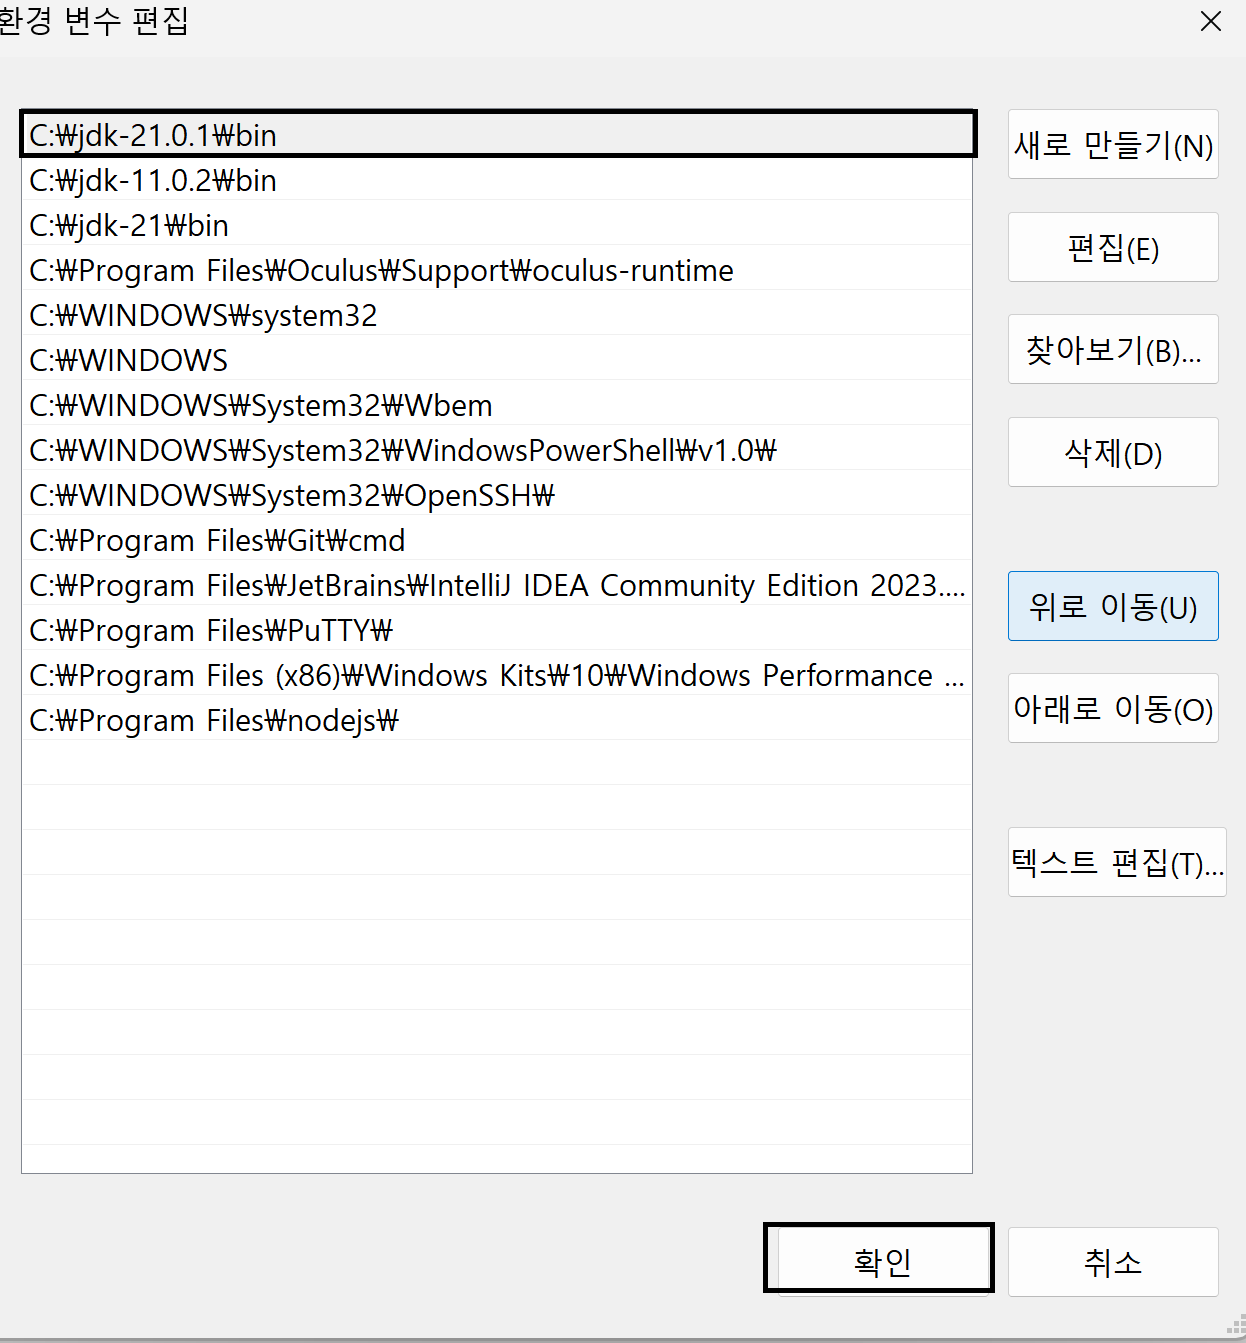 환경 변수 편집
C:₩jdk-21.0.1₩bin
C:₩jdk-11.0.2₩bin
C:₩jdk-21₩bin
C:₩Program Files₩Oculus₩Support₩oculus-runtime
C:₩WINDOWS₩system32
C:₩WINDOWS
C:₩WINDOWS₩System32₩Wbem
C:₩WINDOWS₩System32₩WindowsPowerShell₩v1.0₩
C:₩WINDOWS₩System32₩OpenSSH₩
C:₩Program Files₩Git₩cmd
C:₩Program Files₩JetBrains₩IntelliJ IDEA Community Edition 2023....
C:₩Program Files₩PuTTY₩
C:₩Program Files (x86)₩Windows Kits₩10₩Windows Performance ...
C:₩Program Files₩nodejs₩
새로 만들기(N)
편집(E)
찾아보기(B)...
삭제(D)
위로 이동(U)
아래로 이동(O)
텍스트 편집(T)...
확인
취소